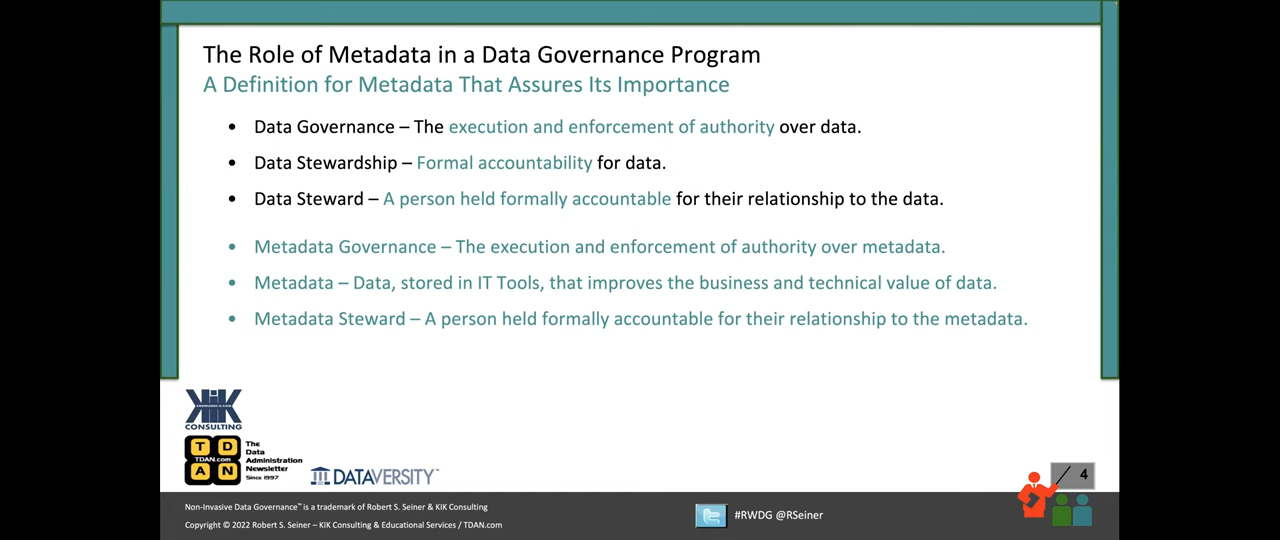 The Role of Metadata in a Data Governance Program
A Definition for Metadata That Assures Its Importance
• Data Governance – The execution and enforcement of authority over data.
• Data Stewardship – Formal accountability for data.
• Data Steward – A person held formally accountable for their relationship to the data.
• Metadata Governance – The execution and enforcement of authority over metadata.
• Metadata – Data, stored in IT Tools, that improves the business and technical value of data.
• Metadata Steward – A person held formally accountable for their relationship to the metadata.
KIK
CONSULTING
T D
TDAN.com
A N
The
Data
Administration
Newsletter
Since 1997
DATAVERSITY™
4
Non-Invasive Data Governance™ is a trademark of Robert S. Seiner & KIK Consulting
Copyright © 2022 Robert S. Seiner – KIK Consulting & Educational Services / TDAN.com
#RWDG @RSeiner